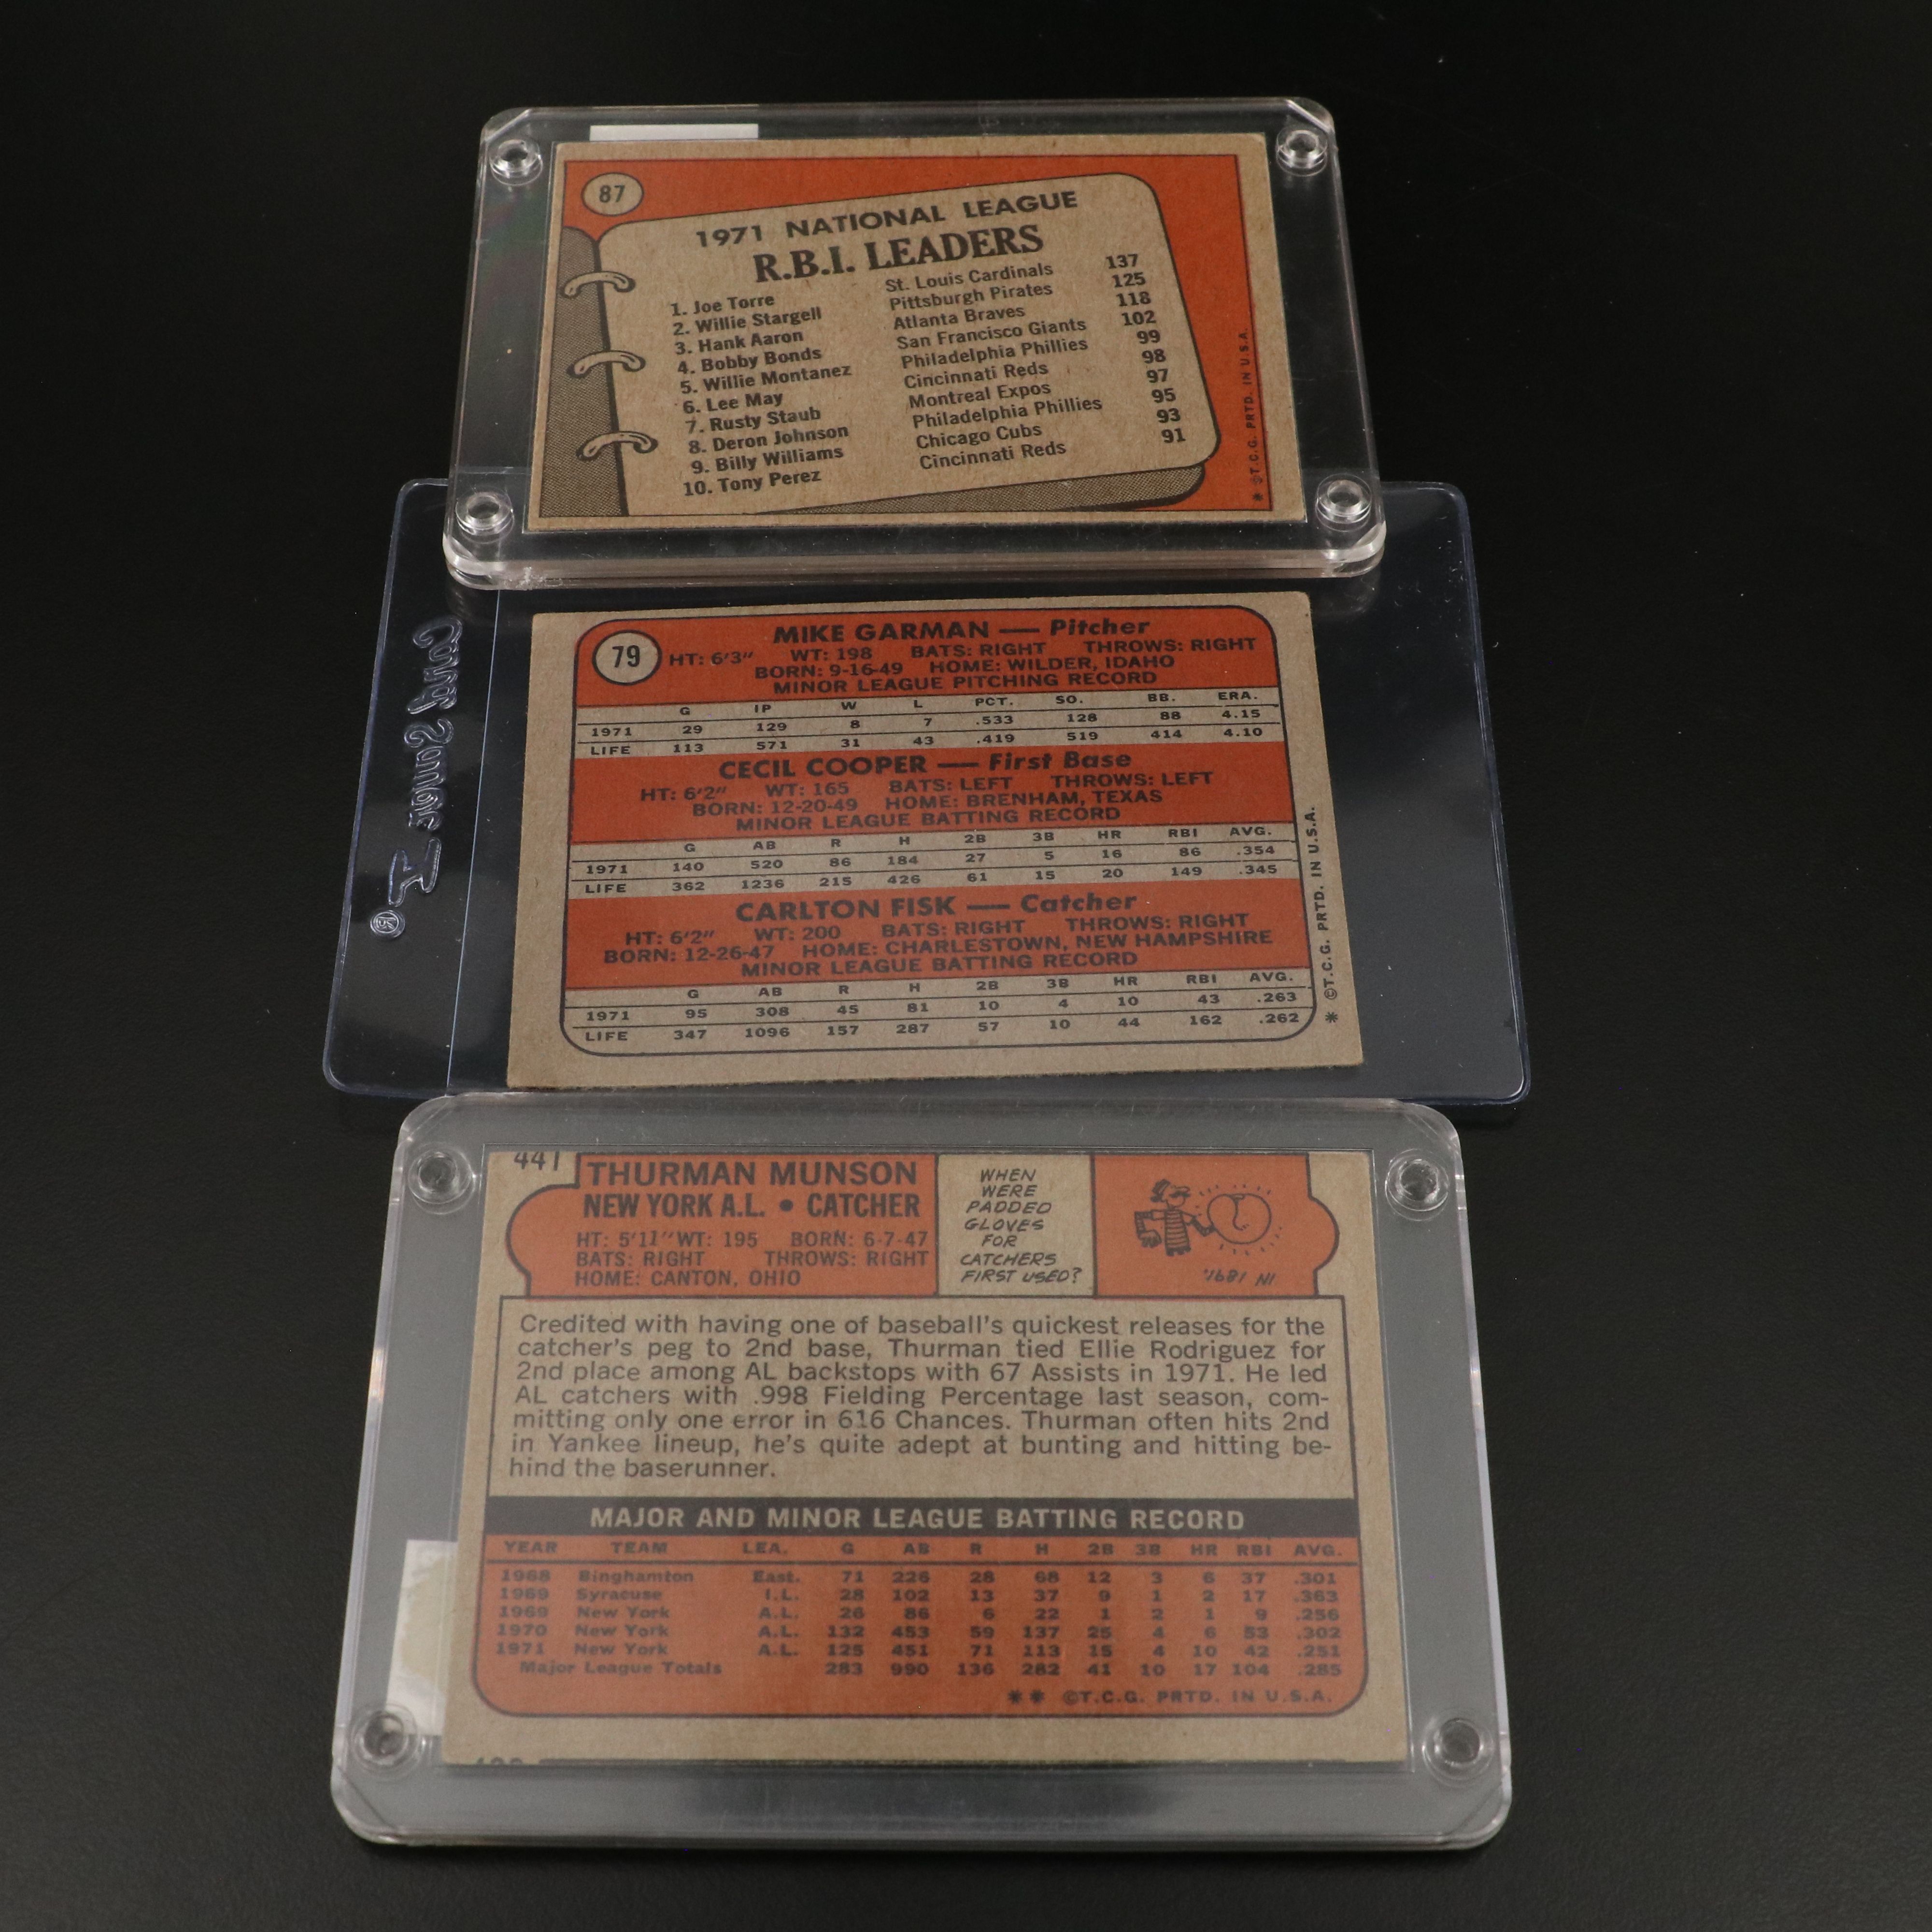 87
1971 NATIONAL LEAGUE
R.B.I. LEADERS
1. Joe Torre St. Louis Cardinals 137
2. Willie Stargell Pittsburgh Pirates 125
3. Hank Aaron Atlanta Braves 118
4. Bobby Bonds San Francisco Giants 102
5. Willie Montanez Philadelphia Phillies 99
6. Lee May Cincinnati Reds 98
7. Rusty Staub Montreal Expos 97
8. Deron Johnson Philadelphia Phillies 95
9. Billy Williams Chicago Cubs 93
10. Tony Perez Cincinnati Reds 91
* ©T.C.G. PRTD. IN U.S.A.
Card Saver I®
79
MIKE GARMAN — Pitcher
HT: 6'3" WT: 198 BATS: RIGHT THROWS: RIGHT
BORN: 9-16-49 HOME: WILDER, IDAHO
MINOR LEAGUE PITCHING RECORD
G IP W L PCT. SO. BB. ERA.
1971 29 129 8 7 .533 128 88 4.15
LIFE 113 571 31 43 .419 519 414 4.10
CECIL COOPER — First Base
HT: 6'2" WT: 165 BATS: LEFT THROWS: LEFT
BORN: 12-20-49 HOME: BRENHAM, TEXAS
MINOR LEAGUE BATTING RECORD
G AB R H 2B 3B HR RBI AVG.
1971 140 520 86 184 27 5 16 86 .354
LIFE 362 1236 215 426 61 15 20 149 .345
CARLTON FISK — Catcher
HT: 6'2" WT: 200 BATS: RIGHT THROWS: RIGHT
BORN: 12-26-47 HOME: CHARLESTOWN, NEW HAMPSHIRE
MINOR LEAGUE BATTING RECORD
G AB R H 2B 3B HR RBI AVG.
1971 95 308 45 81 10 4 10 43 .263
LIFE 347 1096 157 287 57 10 44 162 .262
* ©T.C.G. PRTD. IN U.S.A.
441
THURMAN MUNSON
NEW YORK A.L. • CATCHER
HT: 5'11" WT: 195 BORN: 6-7-47
BATS: RIGHT THROWS: RIGHT
HOME: CANTON, OHIO
WHEN
WERE
PADDED
GLOVES
FOR
CATCHERS
FIRST USED?
IN 1891.
Credited with having one of baseball's quickest releases for the
catcher's peg to 2nd base, Thurman tied Ellie Rodriguez for
2nd place among AL backstops with 67 Assists in 1971. He led
AL catchers with .998 Fielding Percentage last season, com-
mitting only one error in 616 Chances. Thurman often hits 2nd
in Yankee lineup, he's quite adept at bunting and hitting be-
hind the baserunner.
MAJOR AND MINOR LEAGUE BATTING RECORD
YEAR TEAM LEA. G AB R H 2B 3B HR RBI AVG.
1968 Binghamton East. 71 226 28 68 12 3 6 37 .301
1969 Syracuse I.L. 28 102 13 37 9 1 2 17 .363
1969 New York A.L. 26 86 6 22 1 2 1 9 .256
1970 New York A.L. 132 453 59 137 25 4 6 53 .302
1971 New York A.L. 125 451 71 113 15 4 10 42 .251
Major League Totals 283 990 136 282 41 10 17 104 .285
** ©T.C.G. PRTD. IN U.S.A.